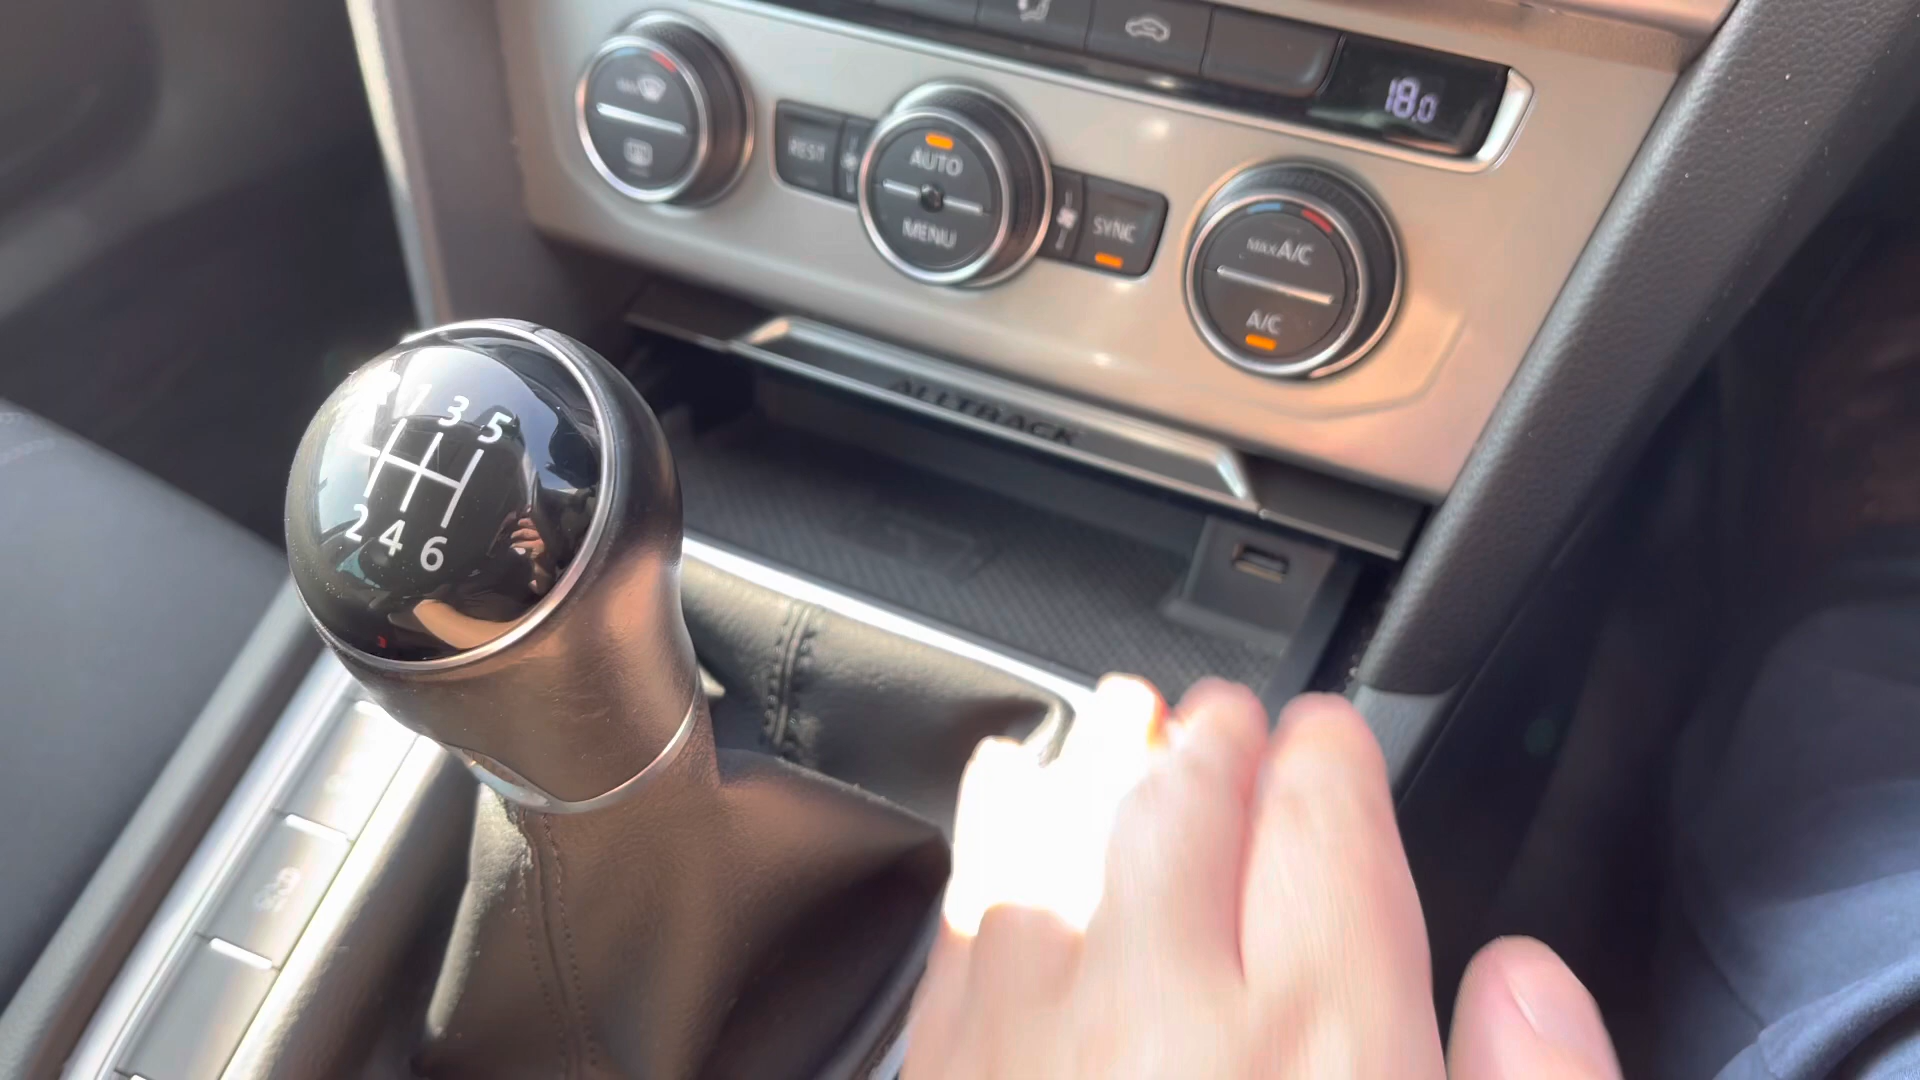 18.0
REST
AUTO
MENU
SYNC
MAX A/C
A/C
ALLTRACK
R 1 3 5
2 4 6